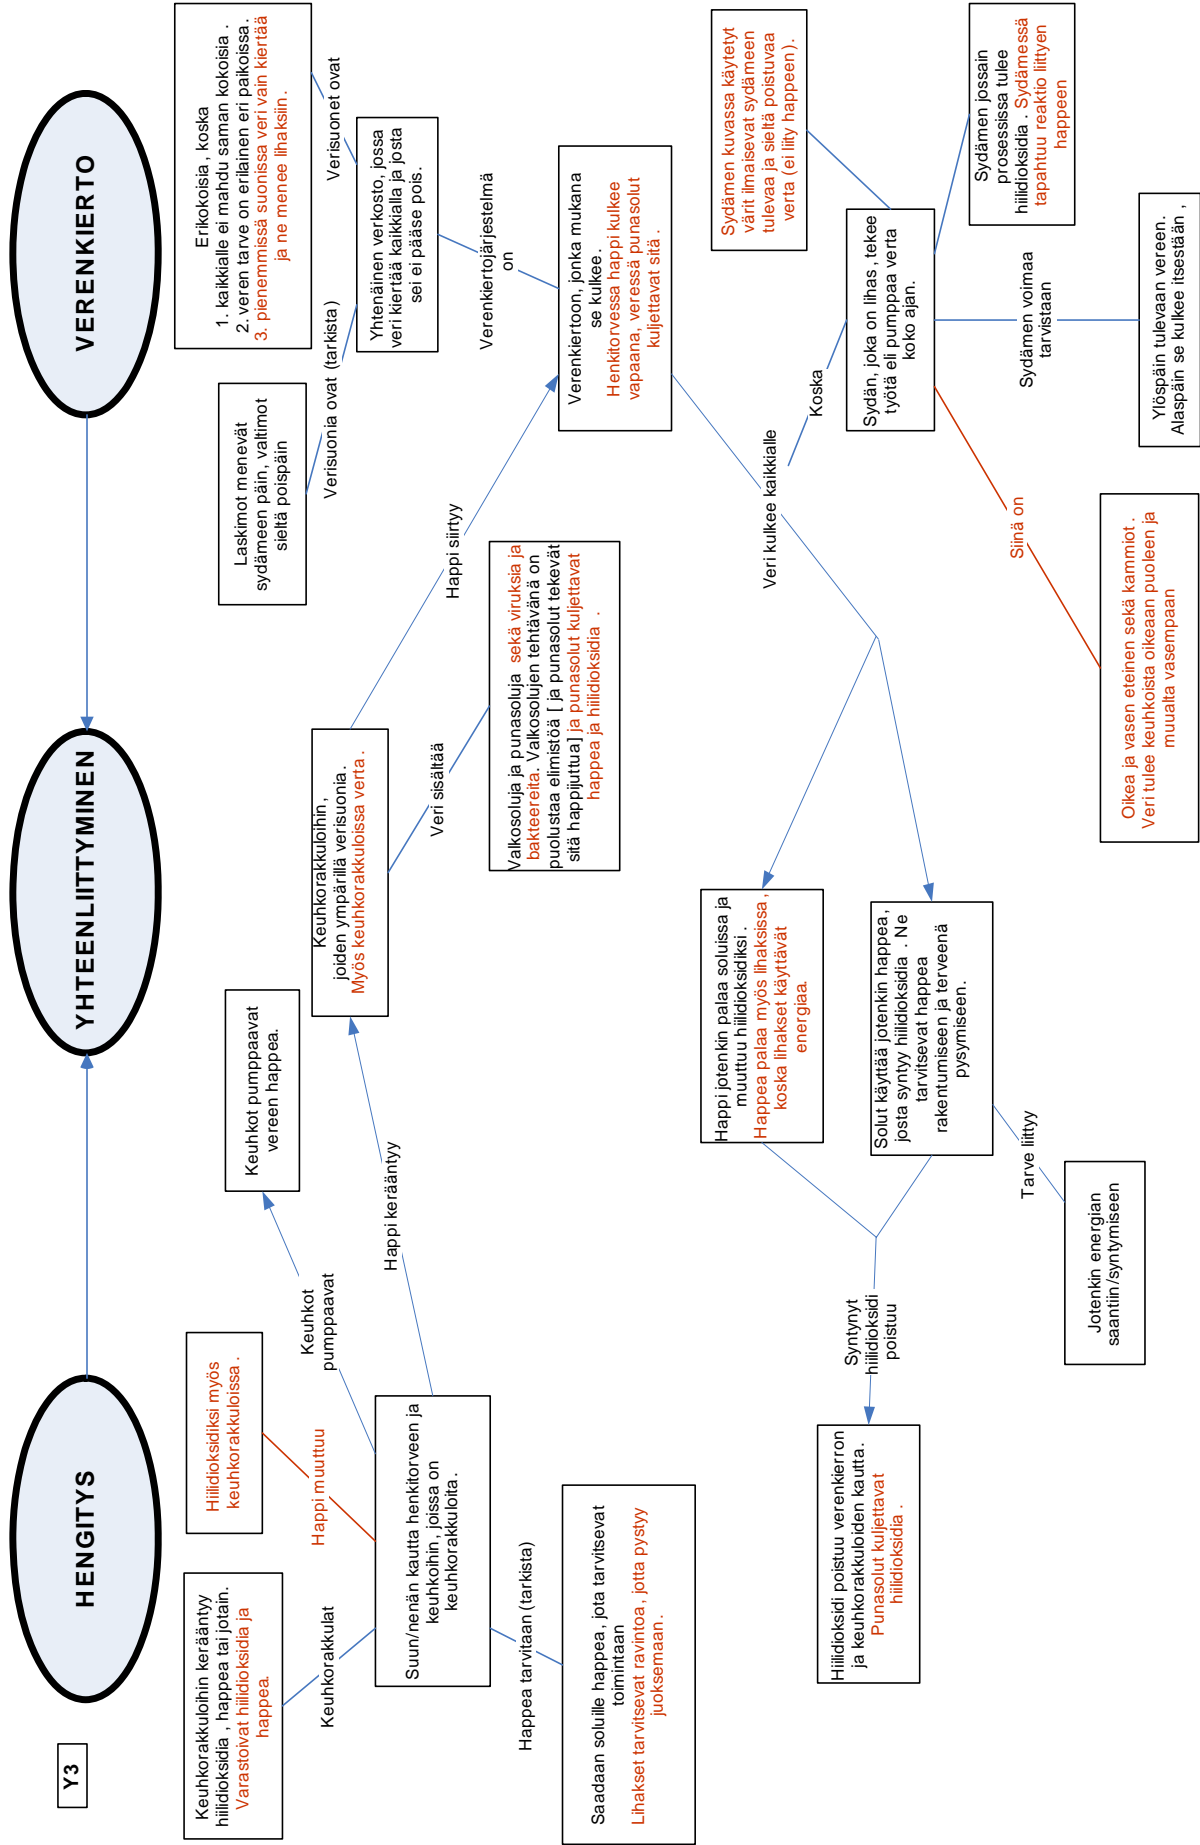 Y3
HENGITYS
YHTEENLIITTYMINEN
VERENKIERTO
Keuhkorakkuloihin kerääntyy
hiilidioksidia , happea tai jotain.
Varastoivat hiilidioksidia ja
happea.
Keuhkorakkulat
Hiilidioksidiksi myös
keuhkorakkuloissa .
Happi muuttuu
Keuhkot
pumppaavat
Keuhkot pumppaavat
vereen happea.
Suun/nenän kautta henkitorveen ja
keuhkoihin, joissa on
keuhkorakkuloita .
Happea tarvitaan (tarkista)
Saadaan soluille happea, jota tarvitsevat
toimintaan
Lihakset tarvitsevat ravintoa, jotta pystyy
juoksemaan .
Happi kerääntyy
Keuhkorakkuloihin ,
joiden ympärillä verisuonia .
Myös keuhkorakkuloissa verta .
Veri sisältää
Valkosoluja ja punasoluja sekä viruksia ja
bakteereita. Valkosolujen tehtävänä on
puolustaa elimistöä [ ja punasolut tekevät
sitä happijuttua] ja punasolut kuljettavat
happea ja hiilidioksidia .
Happi siirtyy
Laskimot menevät
sydämeen päin, valtimot
sieltä poispäin
Verisuonia ovat (tarkista)
Erikokoisia , koska
1. kaikkialle ei mahdu saman kokoisia .
2. veren tarve on erilainen eri paikoissa.
3. pienemmissä suonissa veri vain kiertää
ja ne menee lihaksiin .
Verisuonet ovat
Yhtenäinen verkosto, jossa
veri kiertää kaikkialla ja josta
sei ei pääse pois.
Verenkiertojärjestelmä
on
Verenkiertoon, jonka mukana
se kulkee.
Henkitorvessa happi kulkee
vapaana, veressä punasolut
kuljettavat sitä .
Veri kulkee kaikkialle
Koska
Sydämen kuvassa käytetyt
värit ilmaisevat sydämeen
tulevaa ja sieltä poistuvaa
verta (ei liity happeen ).
Sydän, joka on lihas , tekee
työtä eli pumppaa verta
koko ajan.
Sydämen jossain
prosessissa tulee
hiilidioksidia . Sydämessä
tapahtuu reaktio liittyen
happeen
Sydämen voimaa
tarvistaan
Ylöspäin tulevaan vereen.
Alaspäin se kulkee itsestään ,
Siinä on
Oikea ja vasen eteinen sekä kammiot .
Veri tulee keuhkoista oikeaan puoleen ja
muualta vasempaan
Happi jotenkin palaa soluissa ja
muuttuu hiilidioksidiksi .
Happea palaa myös lihaksissa ,
koska lihakset käyttävät
energiaa.
Solut käyttää jotenkin happea ,
josta syntyy hiilidioksidia . Ne
tarvitsevat happea
rakentumiseen ja terveenä
pysymiseen.
Tarve liittyy
Jotenkin energian
saantiin /syntymiseen
Syntynyt
hiilidioksidi
poistuu
Hiilidioksidi poistuu verenkierron
ja keuhkorakkuloiden kautta.
Punasolut kuljettavat
hiilidioksidia .